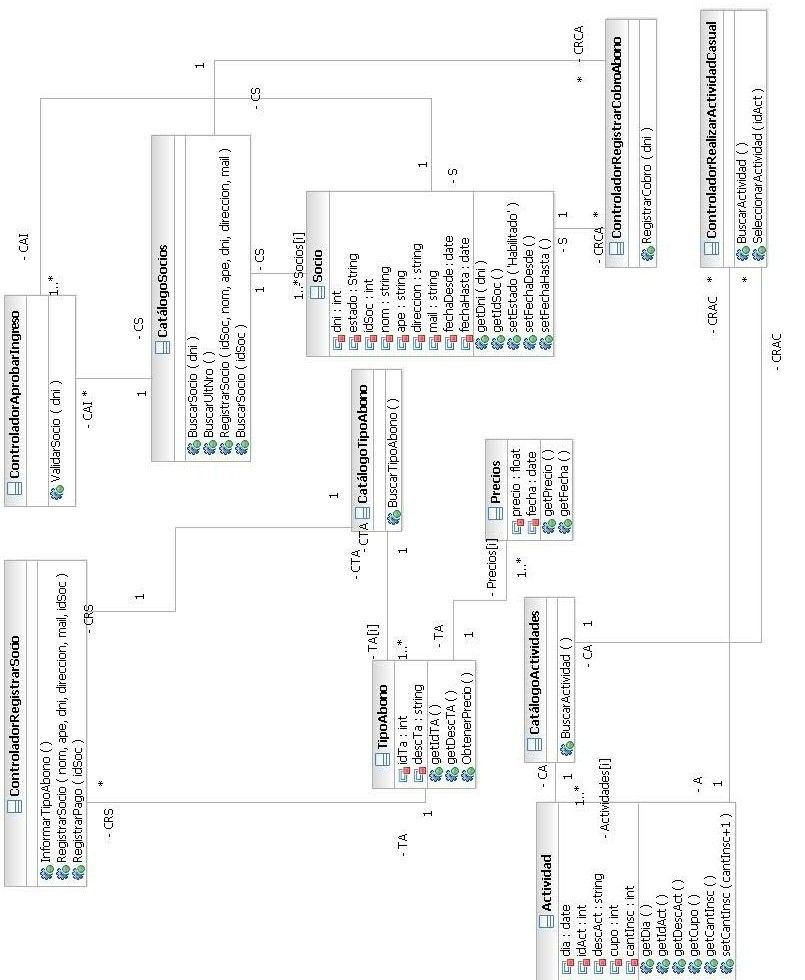 ControladorRegistrarSocio
InformarTipoAbono ( )
RegistrarSocio ( nom, ape, dni, direccion, mail, idSoc )
RegistrarPago ( idSoc )
ControladorAprobarIngreso
ValidarSocio ( dni )
- CAI
1..*
- CAI *
- CS
1
CatálogoSocios
BuscarSocio ( dni )
BuscarUltNro ( )
RegistrarSocio ( idSoc, nom, ape, dni, direccion, mail )
BuscarSocio ( idSoc )
1
- CS
- CRCA
*
1
- CS
1..*
Socios[i]
1
- S
Socio
dni : int
estado : String
idSoc : int
nom : string
ape : string
direccion : string
mail : string
fechaDesde : date
fechaHasta : date
getDni ( dni )
getIdSoc ( )
setEstado ( 'Habilitado' )
setFechaDesde ( )
setFechaHasta ( )
- S
1
- CRCA
*
ControladorRegistrarCobroAbono
RegistrarCobro ( dni )
- CRS
1
1
- CTA
CatálogoTipoAbono
BuscarTipoAbono ( )
- CTA
1
- TA[i]
1..*
- CRS
*
- TA
1
TipoAbono
idTa : int
descTa : string
getIdTA ( )
getDescTA ( )
ObtenerPrecio ( )
- TA
1
- Precios[i]
1..*
Precios
precio : float
fecha : date
getPrecio ( )
getFecha ( )
ControladorRealizarActividadCasual
BuscarActividad ( )
SeleccionarActividad ( idAct )
- CRAC
*
*
- CRAC
CatálogoActividades
BuscarActividad ( )
- CA
1
- CA
1
1..*
- Actividades[i]
- A
1
Actividad
dia : date
idAct : int
descAct : string
cupo : int
cantInsc : int
getDia ( )
getIdAct ( )
getDescAct ( )
getCupo ( )
getCantInsc ( )
setCantInsc ( cantInsc+1 )